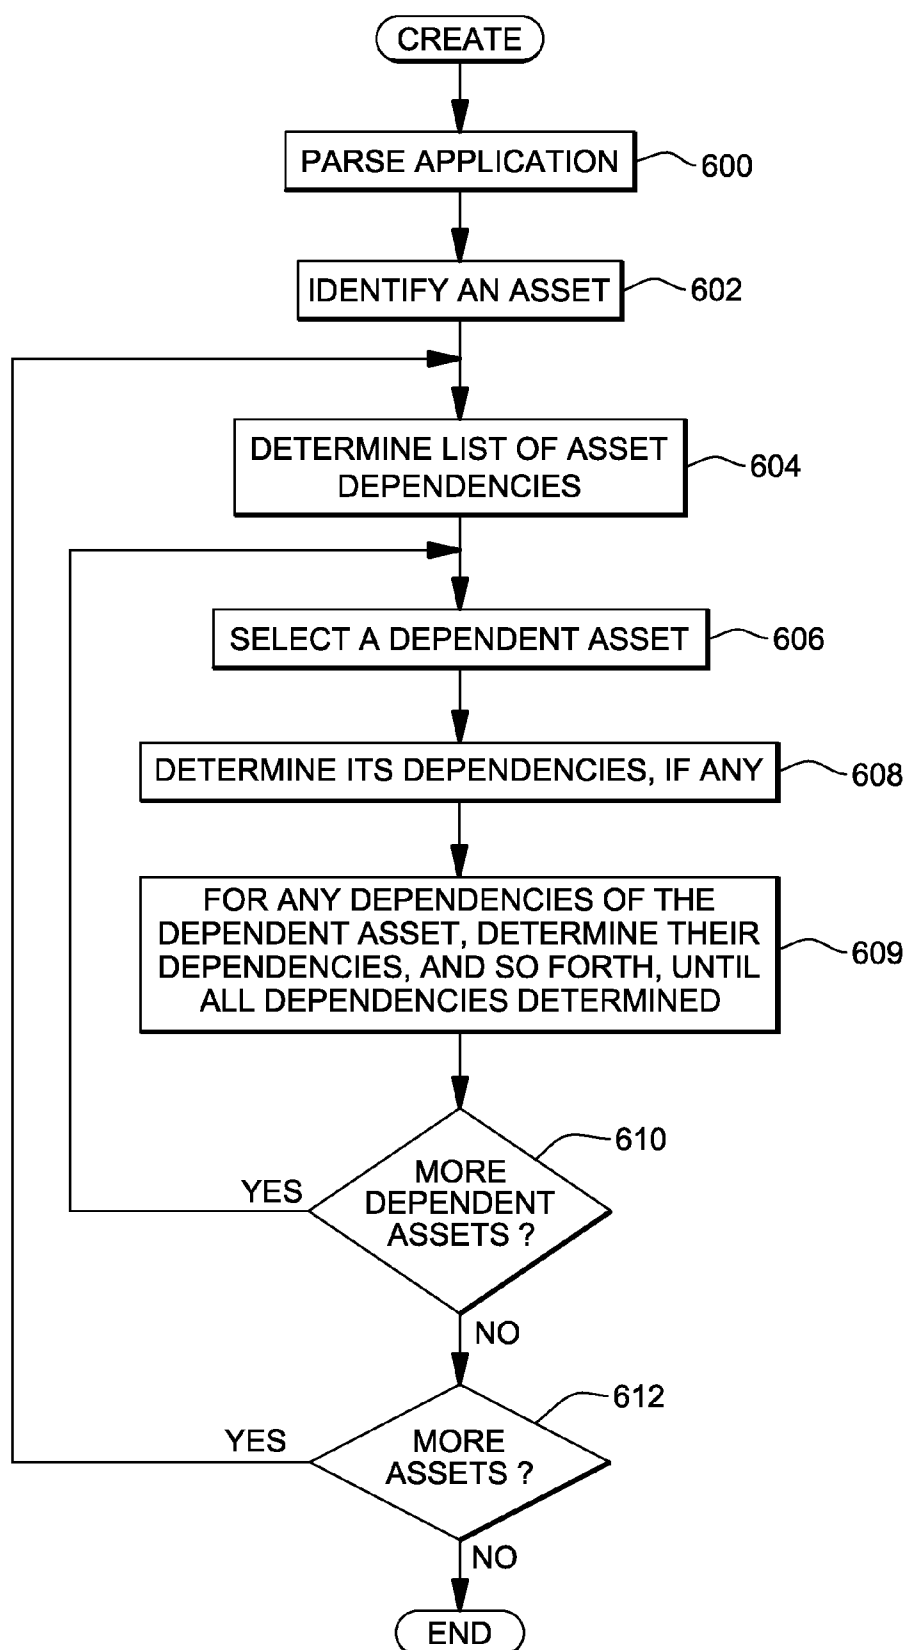 CREATE
PARSE APPLICATION
600
IDENTIFY AN ASSET
602
DETERMINE LIST OF ASSET
DEPENDENCIES
604
SELECT A DEPENDENT ASSET
606
DETERMINE ITS DEPENDENCIES, IF ANY
608
FOR ANY DEPENDENCIES OF THE
DEPENDENT ASSET, DETERMINE THEIR
DEPENDENCIES, AND SO FORTH, UNTIL
ALL DEPENDENCIES DETERMINED
609
610
MORE
DEPENDENT
ASSETS ?
YES
NO
612
MORE
ASSETS ?
YES
NO
END